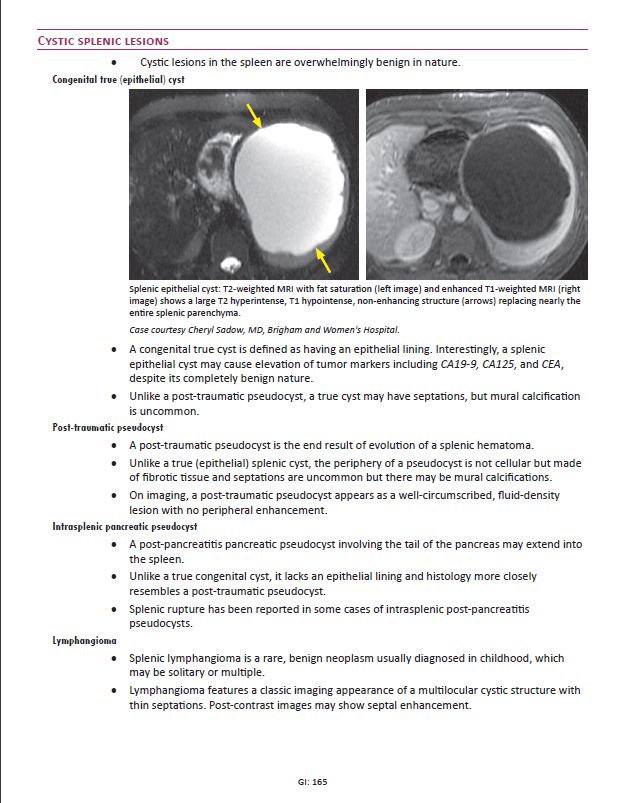 CYSTIC SPLENIC LESIONS
• Cystic lesions in the spleen are overwhelmingly benign in nature.
Congenital true (epithelial) cyst
Splenic epithelial cyst: T2-weighted MRI with fat saturation (left image) and enhanced T1-weighted MRI (right
image) shows a large T2 hyperintense, T1 hypointense, non-enhancing structure (arrows) replacing nearly the
entire splenic parenchyma.
Case courtesy Cheryl Sadow, MD, Brigham and Women's Hospital.
• A congenital true cyst is defined as having an epithelial lining. Interestingly, a splenic
epithelial cyst may cause elevation of tumor markers including CA19-9, CA125, and CEA,
despite its completely benign nature.
• Unlike a post-traumatic pseudocyst, a true cyst may have septations, but mural calcification
is uncommon.
Post-traumatic pseudocyst
• A post-traumatic pseudocyst is the end result of evolution of a splenic hematoma.
• Unlike a true (epithelial) splenic cyst, the periphery of a pseudocyst is not cellular but made
of fibrotic tissue and septations are uncommon but there may be mural calcifications.
• On imaging, a post-traumatic pseudocyst appears as a well-circumscribed, fluid-density
lesion with no peripheral enhancement.
Intrasplenic pancreatic pseudocyst
• A post-pancreatitis pancreatic pseudocyst involving the tail of the pancreas may extend into
the spleen.
• Unlike a true congenital cyst, it lacks an epithelial lining and histology more closely
resembles a post-traumatic pseudocyst.
• Splenic rupture has been reported in some cases of intrasplenic post-pancreatitis
pseudocysts.
Lymphangioma
• Splenic lymphangioma is a rare, benign neoplasm usually diagnosed in childhood, which
may be solitary or multiple.
• Lymphangioma features a classic imaging appearance of a multilocular cystic structure with
thin septations. Post-contrast images may show septal enhancement.
GI: 165